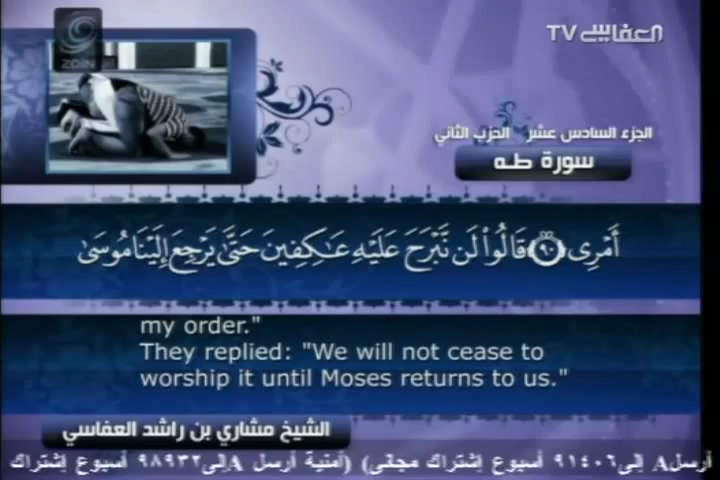 ZOIN
TV العفاسي
الجزء السادس عشر الحزب الثاني
سورة طه
أَمْرِى ٩٠ قَالُوا۟ لَن نَّبْرَحَ عَلَيْهِ عَٰكِفِينَ حَتَّىٰ يَرْجِعَ إِلَيْنَا مُوسَىٰ
my order."
They replied: "We will not cease to
worship it until Moses returns to us."
الشيخ مشاري بن راشد العفاسي
أرسل A إلى ٩١٤٠٦ أسبوع إشتراك مجاني) (أمنية أرسل A إلى ٩٨٩٣٢ أسبوع إشتراك